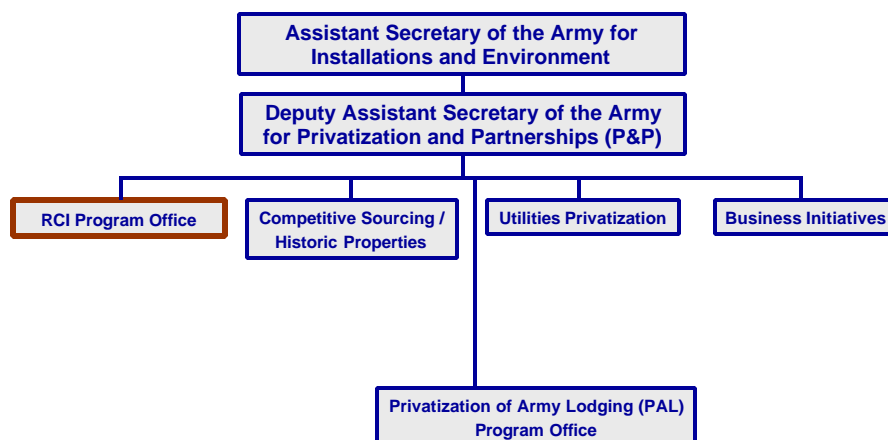 Assistant Secretary of the Army for
Installations and Environment
Deputy Assistant Secretary of the Army
for Privatization and Partnerships (P&P)
RCI Program Office
Competitive Sourcing /
Historic Properties
Utilities Privatization
Business Initiatives
Privatization of Army Lodging (PAL)
Program Office